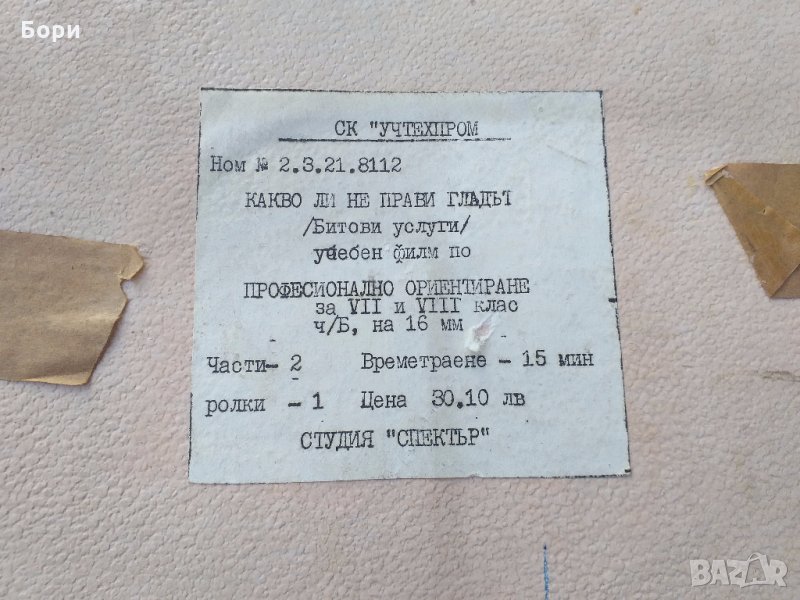 Бори
СК "УЧТЕХПРОМ
Ном № 2.3.21.8112
КАКВО ЛИ НЕ ПРАВИ ГЛАДЪТ
/Битови услуги/
учебен филм по
ПРОФЕСИОНАЛНО ОРИЕНТИРАНЕ
за VII и VIII клас
ч/Б, на 16 мм
Части- 2 Времетраене - 15 мин
ролки - 1 Цена 30.10 лв
СТУДИЯ "СПЕКТЪР"
BAZAR